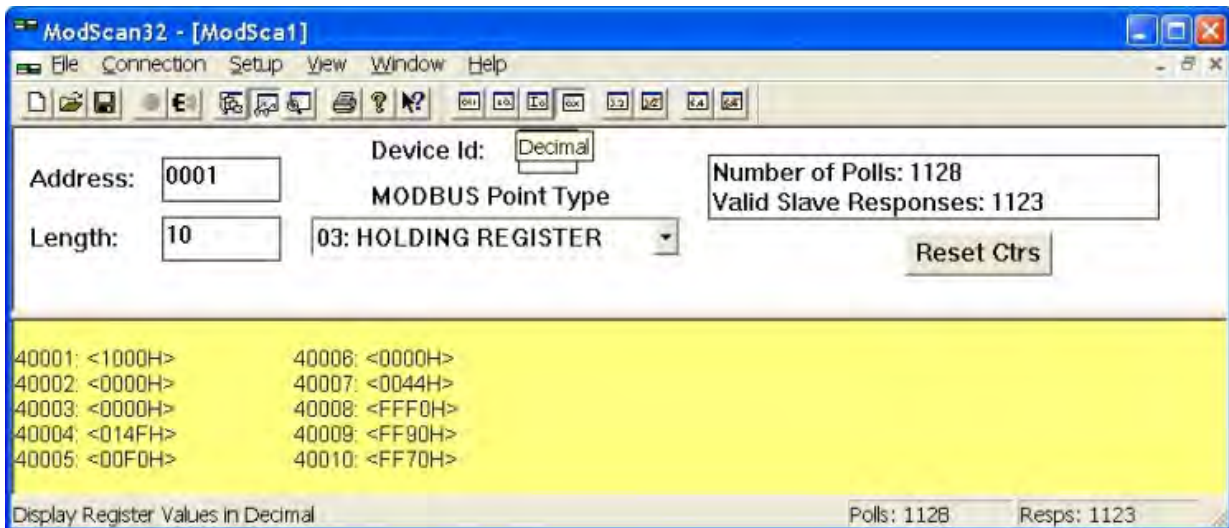 ModScan32 - [ModSca1]
File Connection Setup View Window Help
Device Id:
Decimal
Address:
0001
MODBUS Point Type
Length:
10
03: HOLDING REGISTER
Number of Polls: 1128
Valid Slave Responses: 1123
Reset Ctrs
40001: <1000H>
40002: <0000H>
40003: <0000H>
40004: <014FH>
40005: <00F0H>
40006: <0000H>
40007: <0044H>
40008: <FFF0H>
40009: <FF90H>
40010: <FF70H>
Display Register Values in Decimal
Polls: 1128
Resps: 1123